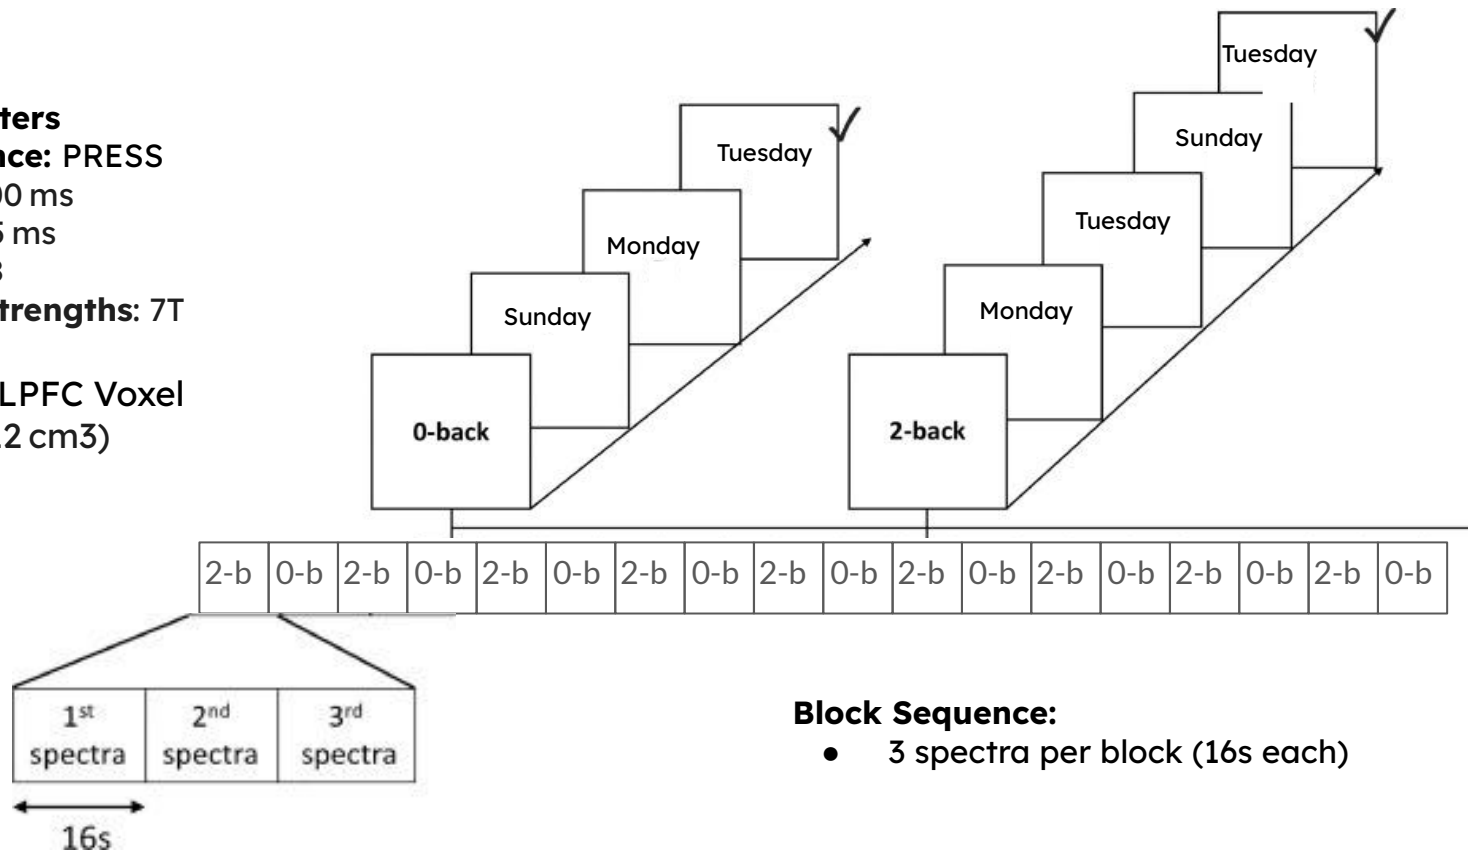 ters
nce: PRESS
00 ms
5 ms
trengths: 7T
LPFC Voxel
2 cm3)
0-back
Sunday
Monday
Tuesday
2-back
Monday
Tuesday
Sunday
Tuesday
2-b 0-b 2-b 0-b 2-b 0-b 2-b 0-b 2-b 0-b 2-b 0-b 2-b 0-b 2-b 0-b 2-b 0-b
1st spectra
2nd spectra
3rd spectra
16s
Block Sequence:
● 3 spectra per block (16s each)